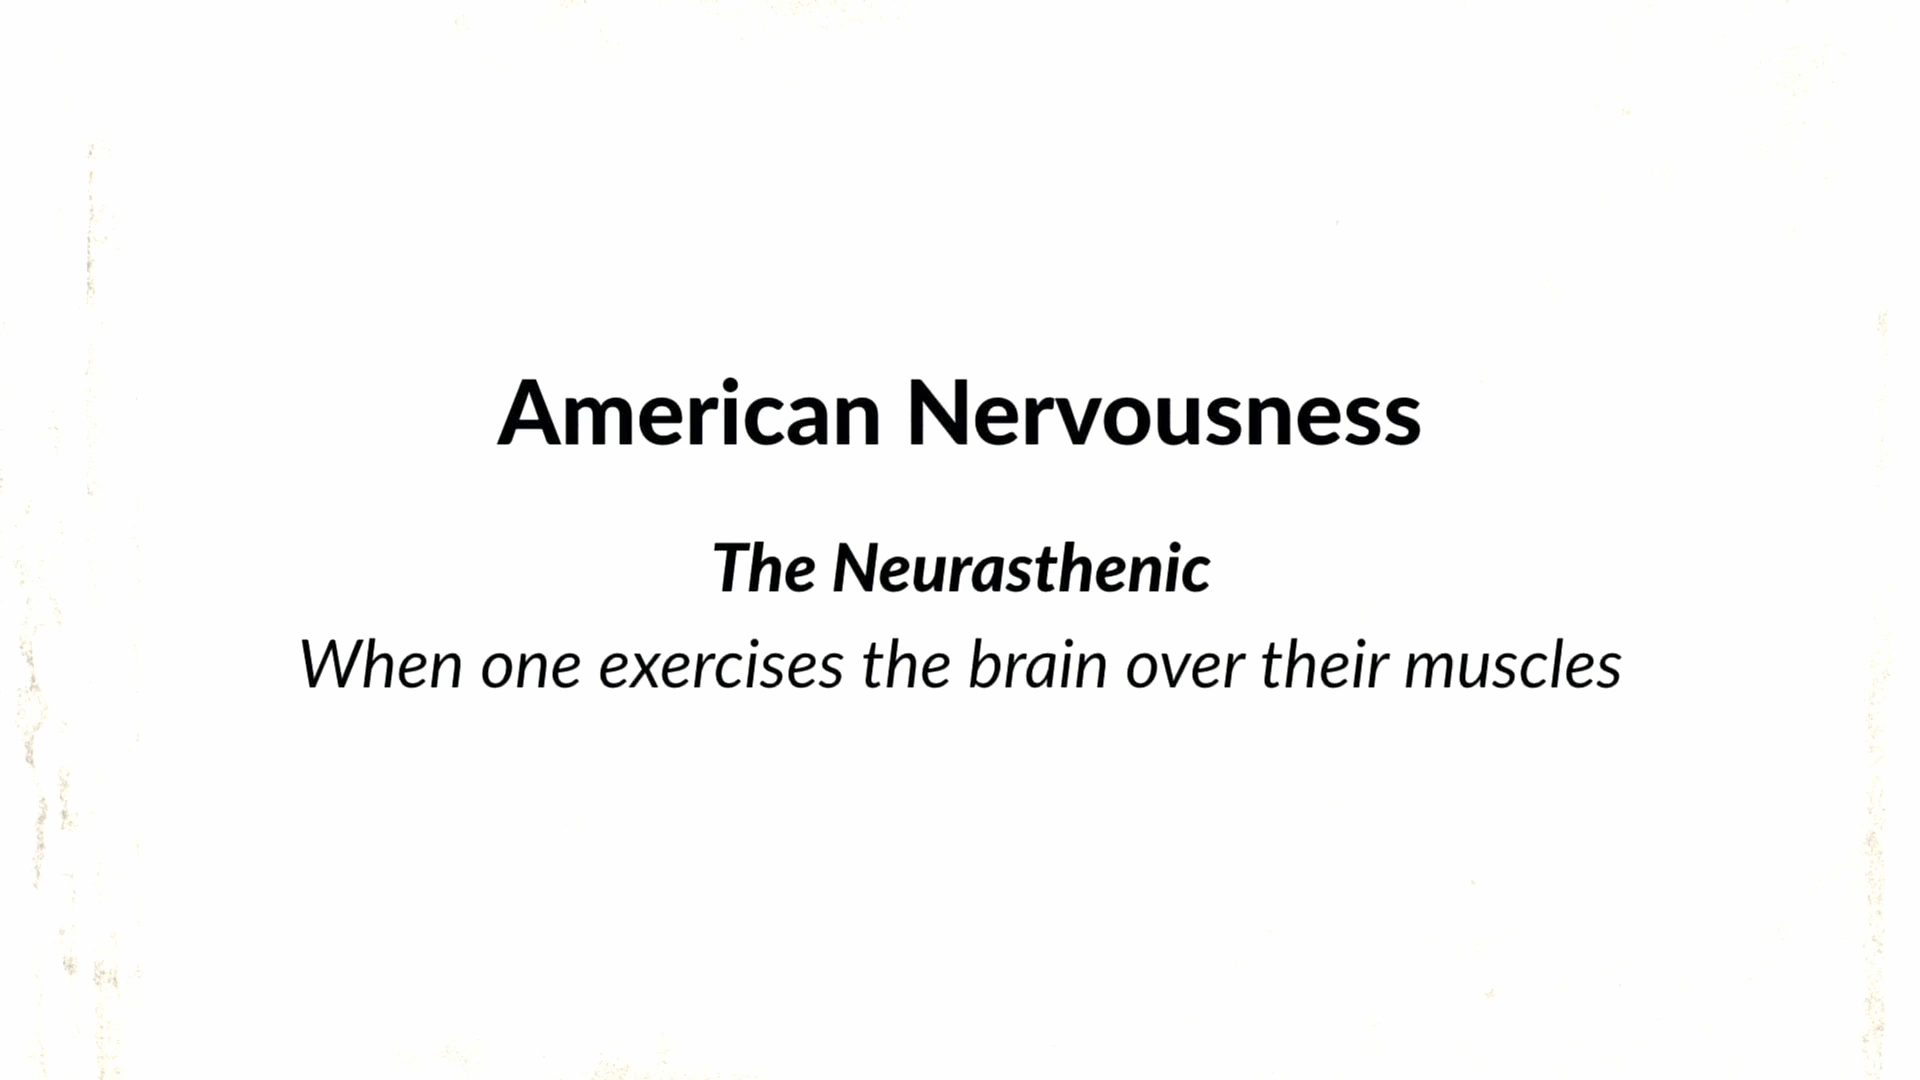 American Nervousness
The Neurasthenic
When one exercises the brain over their muscles